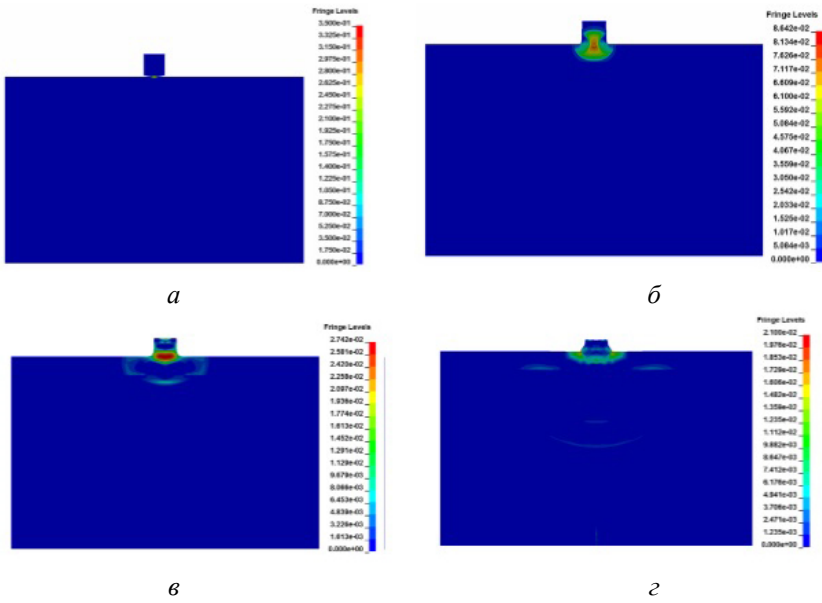 Fringe Levels
3.500e-01
3.325e-01
3.150e-01
2.975e-01
2.800e-01
2.625e-01
2.450e-01
2.275e-01
2.100e-01
1.925e-01
1.750e-01
1.575e-01
1.400e-01
1.225e-01
1.050e-01
8.750e-02
7.000e-02
5.250e-02
3.500e-02
1.750e-02
0.000e+00
а
Fringe Levels
8.642e-02
8.134e-02
7.626e-02
7.117e-02
6.609e-02
6.100e-02
5.592e-02
5.084e-02
4.575e-02
4.067e-02
3.559e-02
3.050e-02
2.542e-02
2.033e-02
1.525e-02
1.017e-02
5.084e-03
0.000e+00
б
Fringe Levels
2.742e-02
2.581e-02
2.420e-02
2.258e-02
2.097e-02
1.936e-02
1.774e-02
1.613e-02
1.452e-02
1.291e-02
1.129e-02
9.679e-03
8.066e-03
6.453e-03
4.839e-03
3.226e-03
1.613e-03
0.000e+00
в
Fringe Levels
2.100e-02
1.976e-02
1.853e-02
1.729e-02
1.606e-02
1.482e-02
1.359e-02
1.235e-02
1.112e-02
9.882e-03
8.647e-03
7.412e-03
6.176e-03
4.941e-03
3.706e-03
2.471e-03
1.235e-03
0.000e+00
г